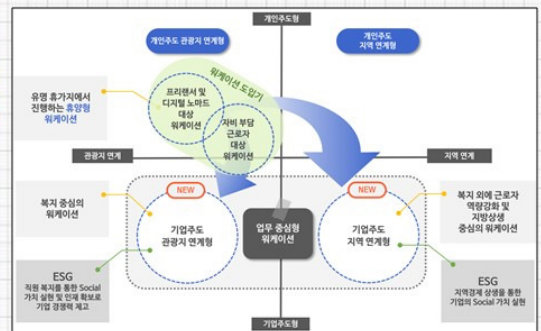 개인주도형
개인주도 관광지 연계형
개인주도
지역 연계형
워케이션 도입기
유명 휴가지에서
진행하는 휴양형
워케이션
프리랜서 및
디지털 노마드
대상
워케이션
자비 부담
근로자
대상
워케이션
관광지 연계
지역 연계
NEW
NEW
복지 중심의
워케이션
기업주도
관광지 연계형
업무 중심형
워케이션
기업주도
지역 연계형
복지 외에 근로자
역량강화 및
지방상생
중심의 워케이션
ESG
직원 복지를 통한 Social
가치 실현 및 인재 확보로
기업 경쟁력 제고
ESG
지역경제 상생을 통한
기업의 Social 가치 실현
기업주도형